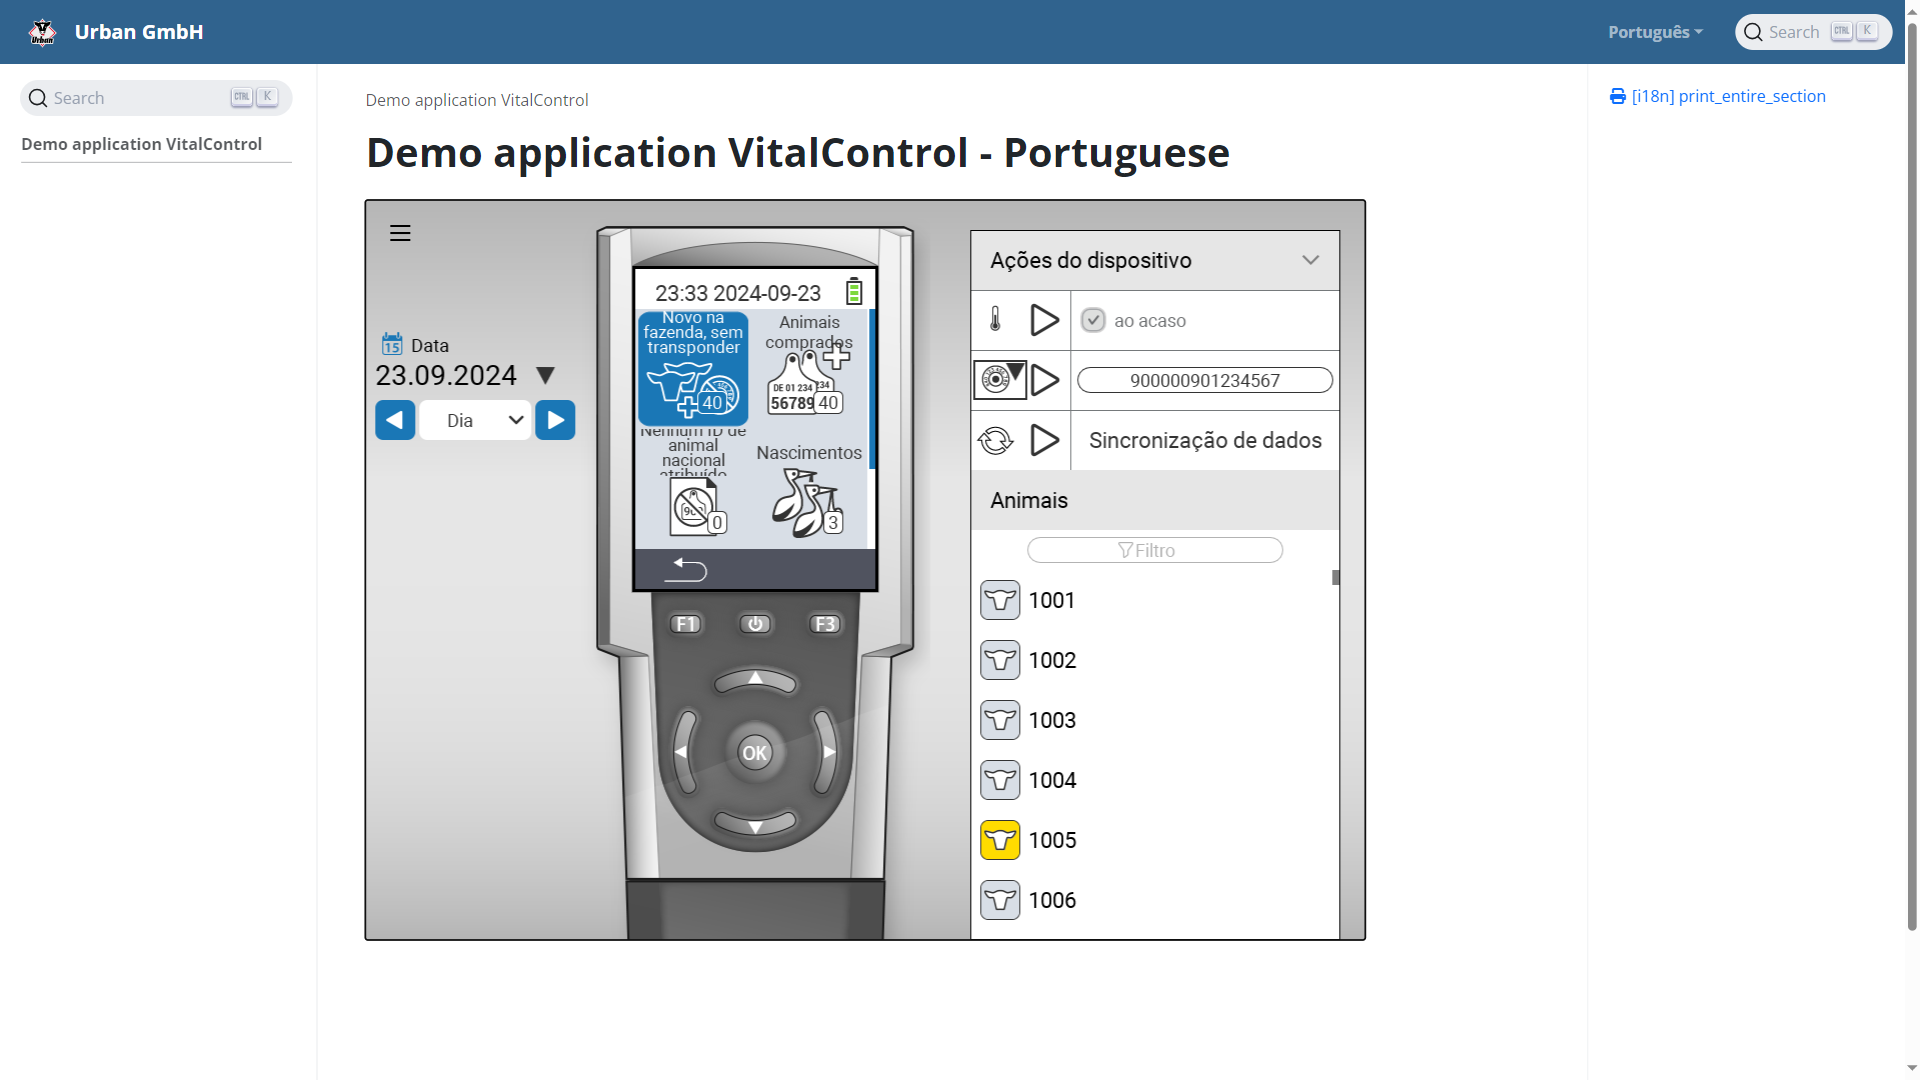 Urban GmbH
Português
Search CTRL K
Search CTRL K
Demo application VitalControl
Demo application VitalControl
[i18n] print_entire_section
Demo application VitalControl - Portuguese
Data
23.09.2024
Dia
23:33 2024-09-23
Novo na
fazenda, sem
transponder
40
Animais
comprados
DE 01 234
56789
40
Nenhum ID de
animal
nacional
atribuído
0
Nascimentos
3
F1
F3
OK
Ações do dispositivo
ao acaso
900000901234567
Sincronização de dados
Animais
Filtro
1001
1002
1003
1004
1005
1006